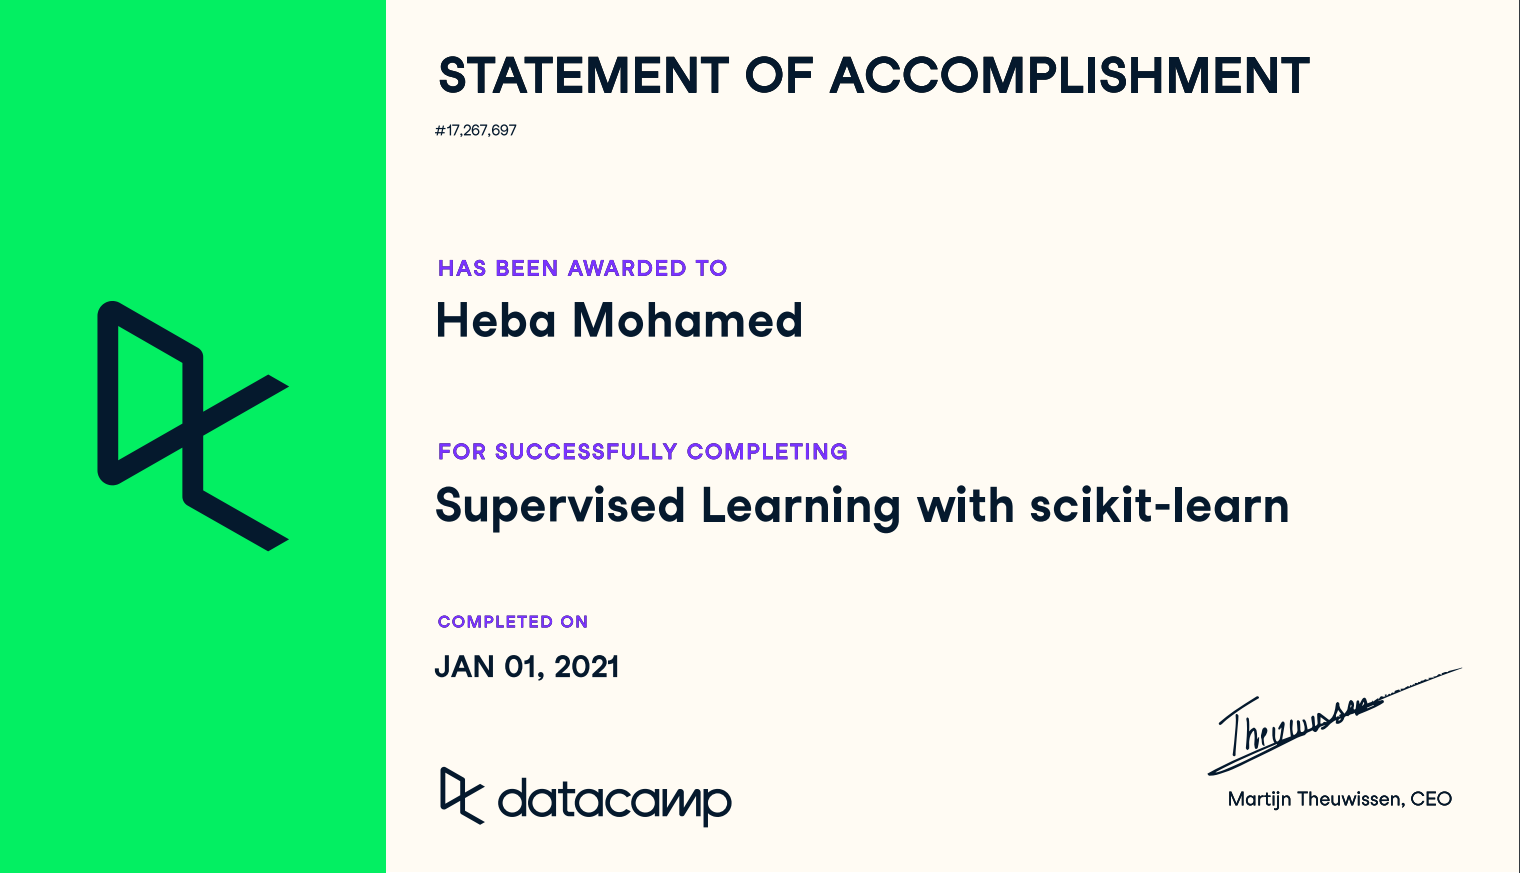 STATEMENT OF ACCOMPLISHMENT
#17,267,697
HAS BEEN AWARDED TO
Heba Mohamed
FOR SUCCESSFULLY COMPLETING
Supervised Learning with scikit-learn
COMPLETED ON
JAN 01, 2021
Theuwissen
datacamp
Martijn Theuwissen, CEO